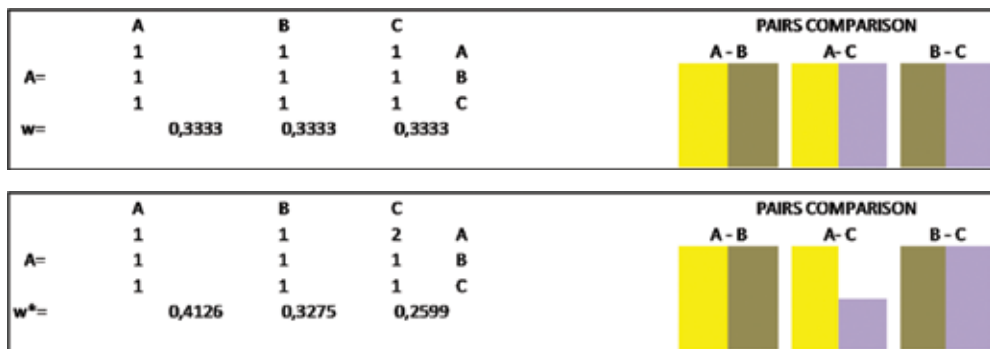 A B C PAIRS COMPARISON
1 1 1 A A - B A- C B - C
A= 1 1 1 B
1 1 1 C
w= 0,3333 0,3333 0,3333
A B C PAIRS COMPARISON
1 1 2 A A - B A- C B - C
A= 1 1 1 B
1 1 1 C
w*= 0,4126 0,3275 0,2599